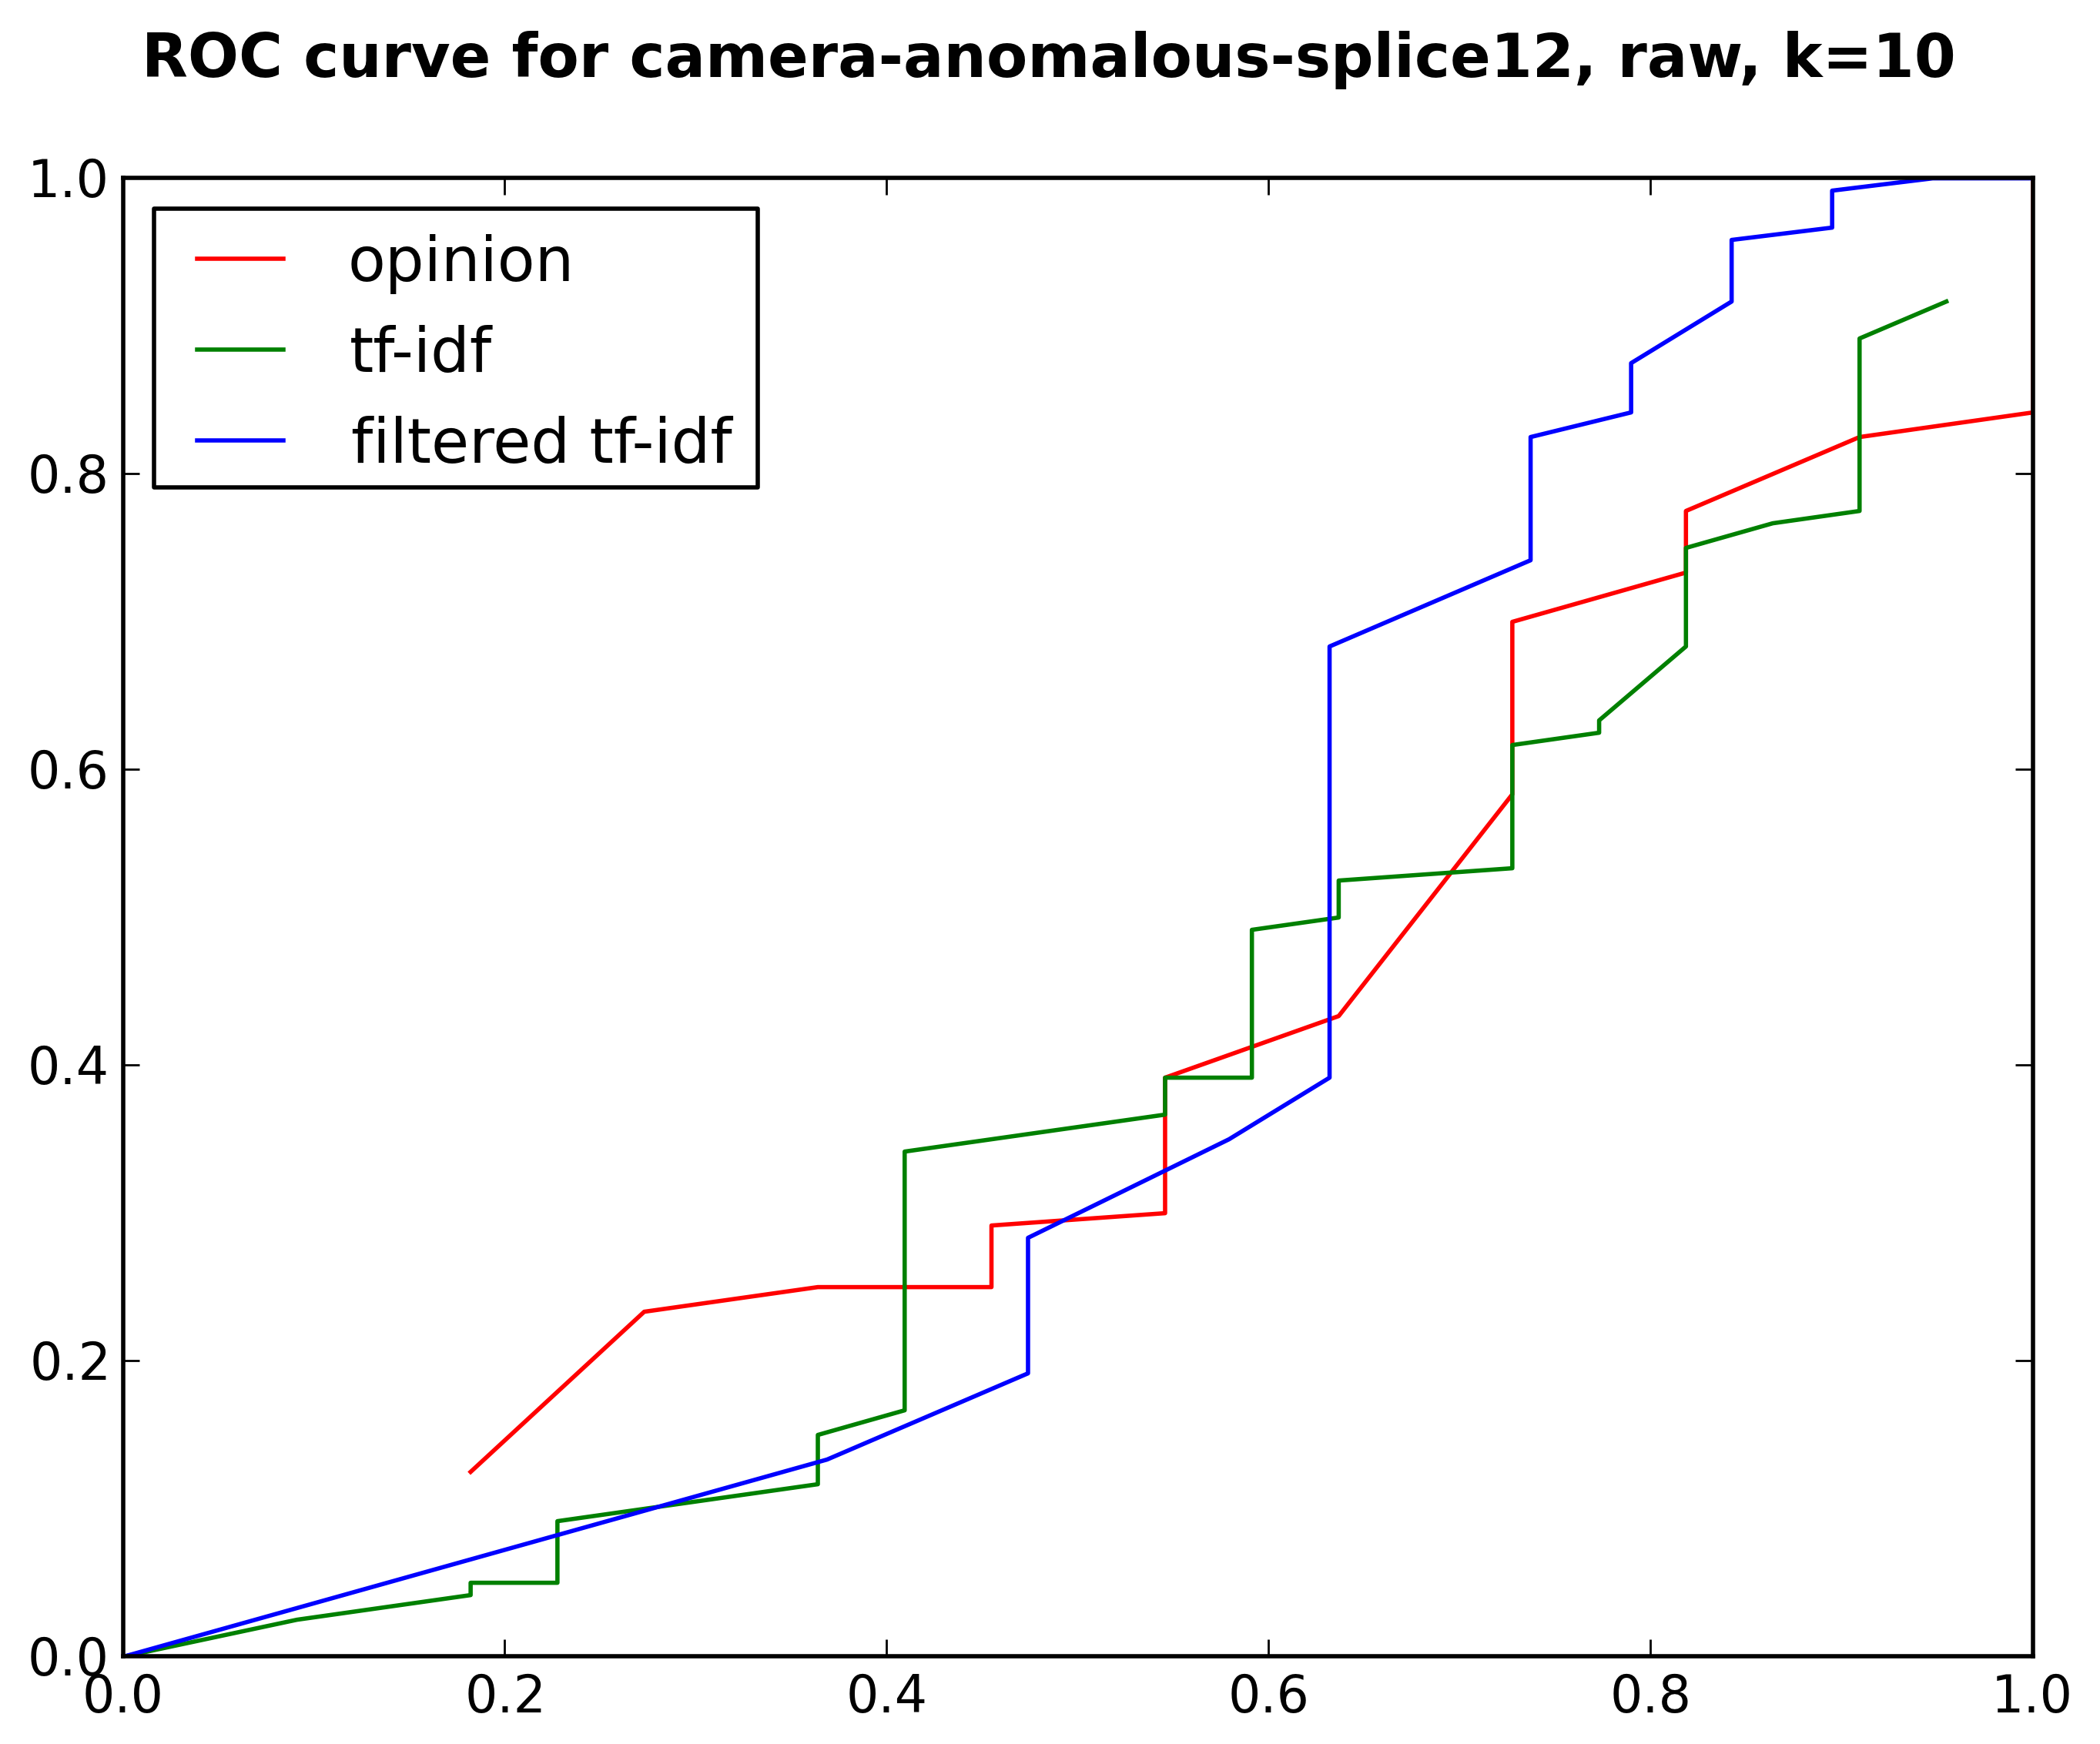 ROC curve for camera-anomalous-splice12, raw, k=10
1.0
opinion
tf-idf
filtered tf-idf
0.8
0.6
0.4
0.2
0.0
0.0 0.2 0.4 0.6 0.8 1.0